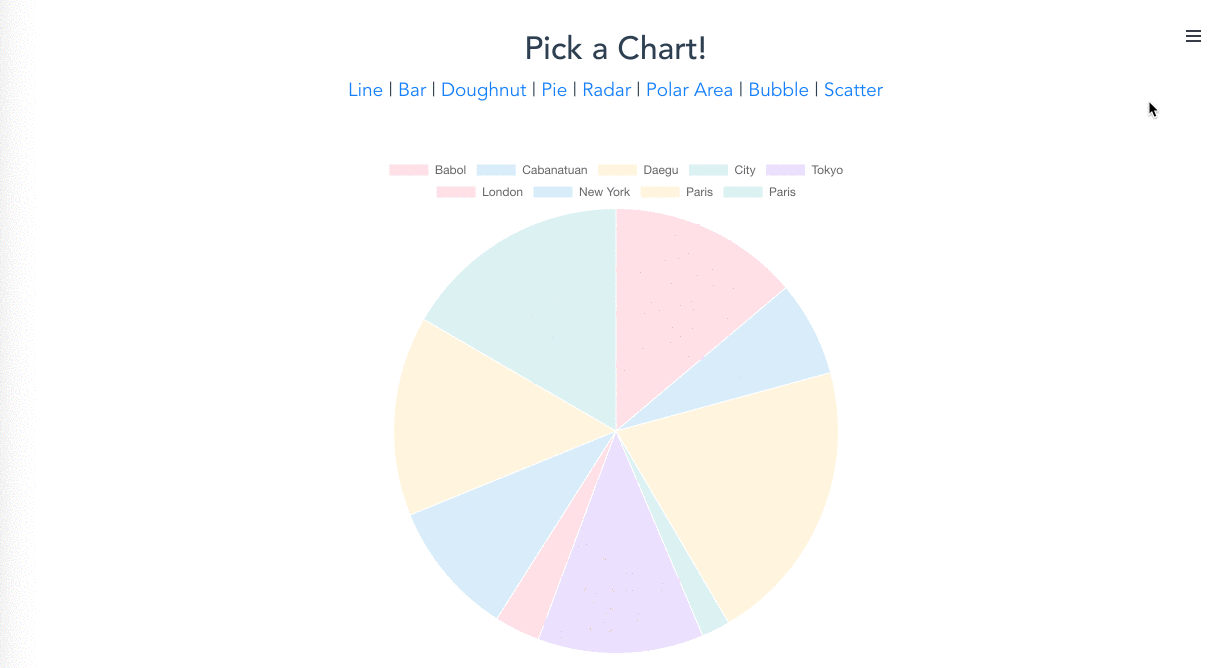 Pick a Chart!
Line | Bar | Doughnut | Pie | Radar | Polar Area | Bubble | Scatter
Babol Cabanatuan Daegu City Tokyo
London New York Paris Paris